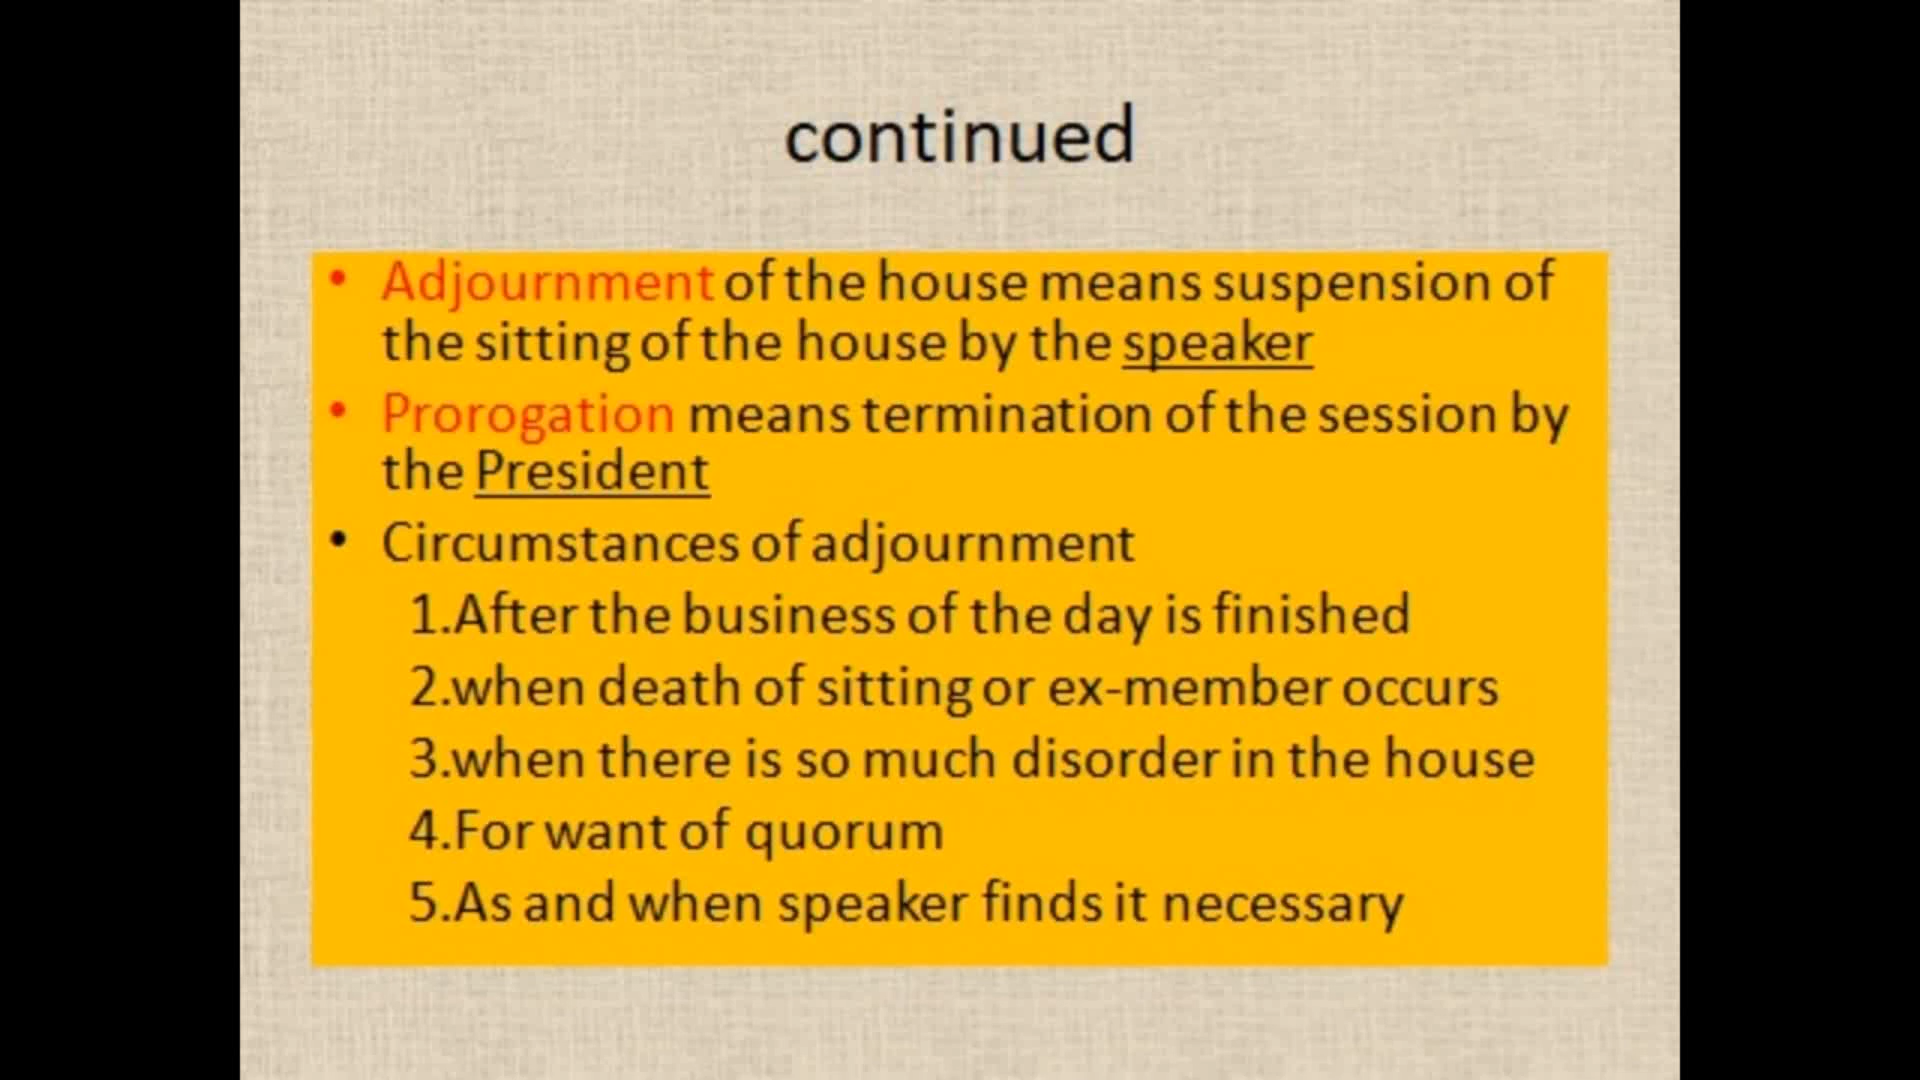 continued
• Adjournment of the house means suspension of
the sitting of the house by the speaker
• Prorogation means termination of the session by
the President
• Circumstances of adjournment
1.After the business of the day is finished
2.when death of sitting or ex-member occurs
3.when there is so much disorder in the house
4.For want of quorum
5.As and when speaker finds it necessary